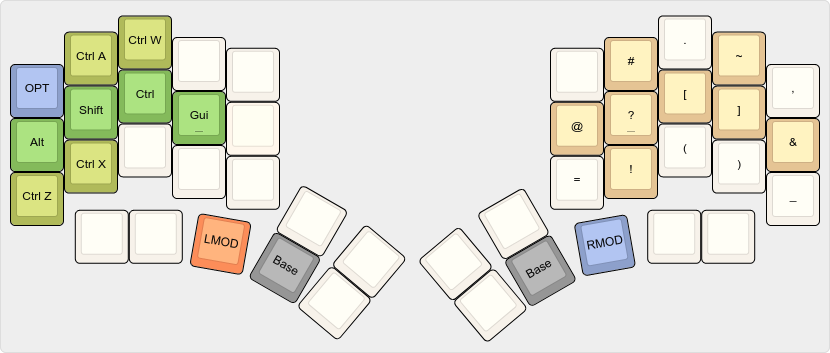 OPT
Ctrl A
Ctrl W
Alt
Shift
Ctrl
Gui
_
Ctrl Z
Ctrl X
LMOD
Base
#
.
~
,
@
?
_
[
]
&
=
!
(
)
_
Base
RMOD